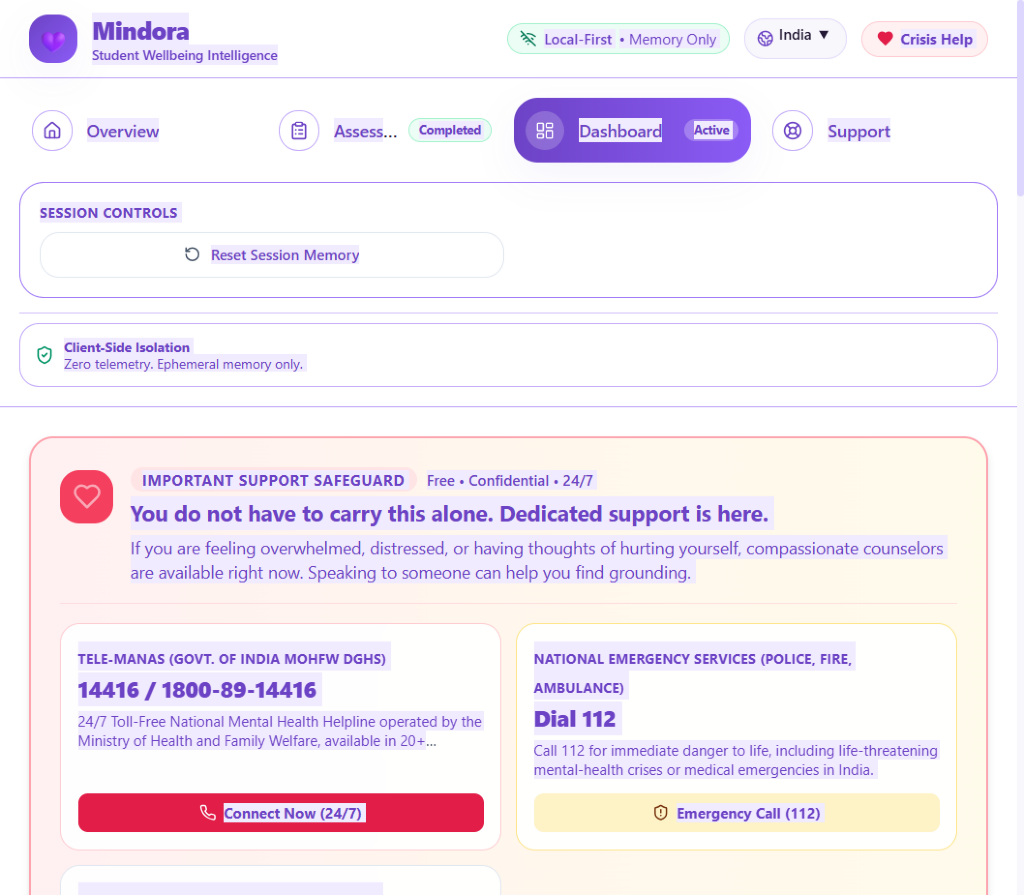 Mindora
Student Wellbeing Intelligence
Local-First • Memory Only
India ▼
Crisis Help
Overview
Assess... Completed
Dashboard Active
Support
SESSION CONTROLS
Reset Session Memory
Client-Side Isolation
Zero telemetry. Ephemeral memory only.
IMPORTANT SUPPORT SAFEGUARD Free • Confidential • 24/7
You do not have to carry this alone. Dedicated support is here.
If you are feeling overwhelmed, distressed, or having thoughts of hurting yourself, compassionate counselors
are available right now. Speaking to someone can help you find grounding.
TELE-MANAS (GOVT. OF INDIA MOHFW DGHS)
14416 / 1800-89-14416
24/7 Toll-Free National Mental Health Helpline operated by the
Ministry of Health and Family Welfare, available in 20+...
Connect Now (24/7)
NATIONAL EMERGENCY SERVICES (POLICE, FIRE,
AMBULANCE)
Dial 112
Call 112 for immediate danger to life, including life-threatening
mental-health crises or medical emergencies in India.
Emergency Call (112)